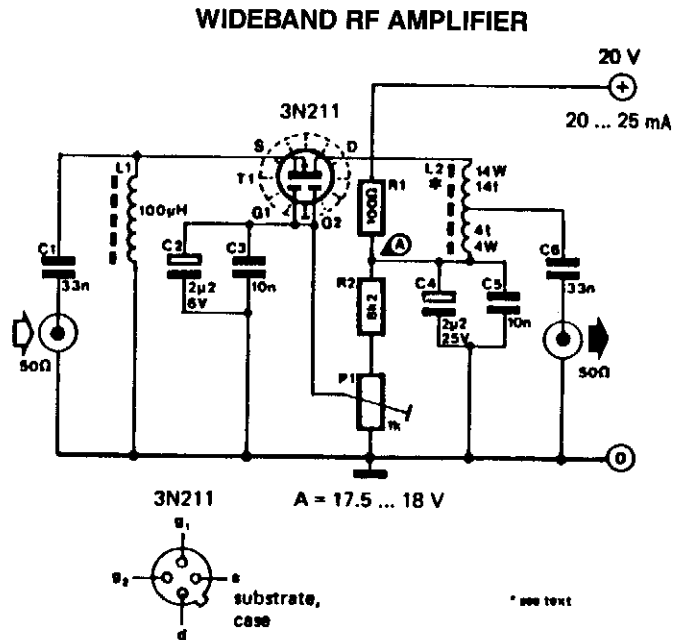 WIDEBAND RF AMPLIFIER
20 V
+
20 ... 25 mA
3N211
S
D
T1
G1
G2
L1
100µH
L2
*
14W
14t
4t
4W
R1
100Ω
A
C1
33n
C2
2µ2
6V
C3
10n
R2
8k2
C4
2µ2
25V
C5
10n
C6
33n
50Ω
50Ω
P1
1k
0
3N211
A = 17.5 ... 18 V
g1
g2
s
d
substrate,
case
* see text